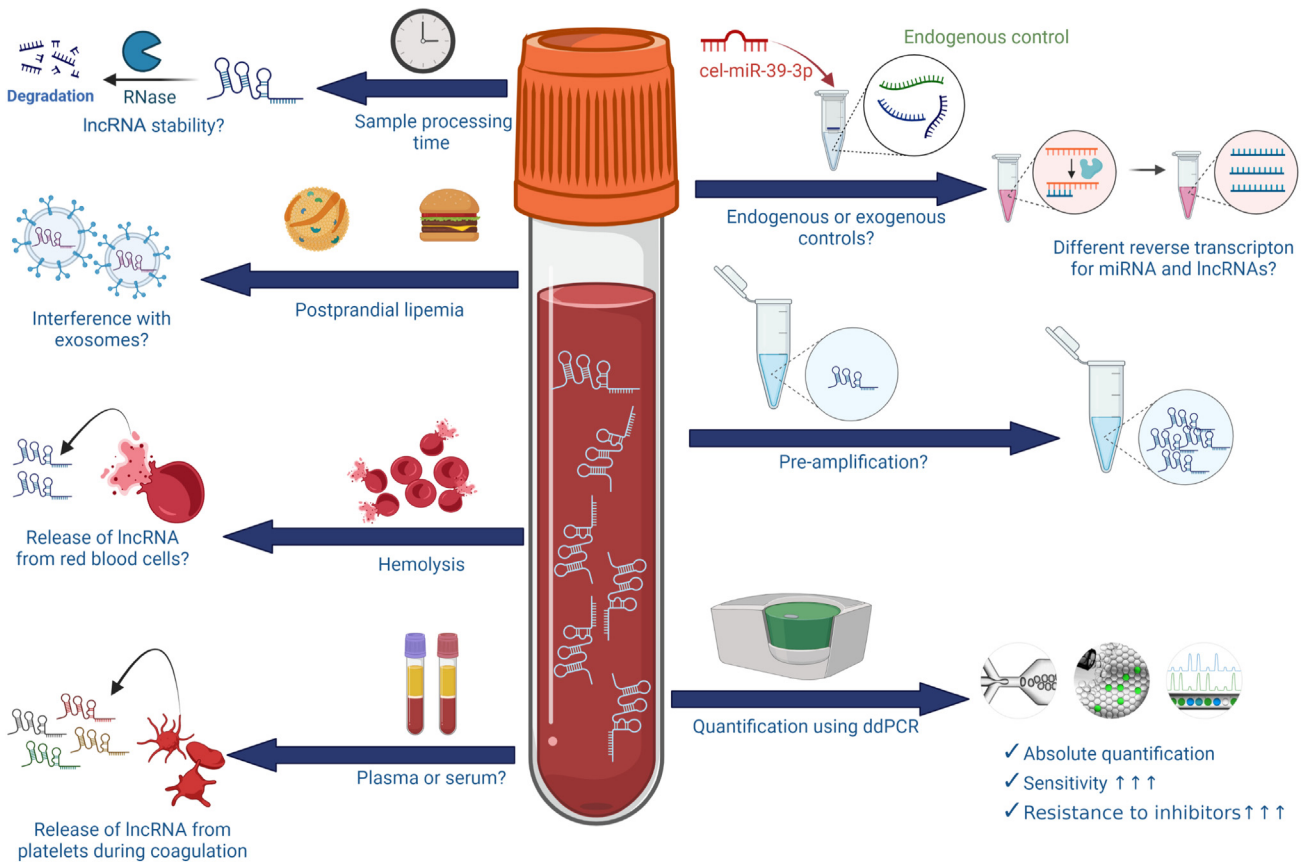 Degradation
RNase
lncRNA stability?
Sample processing
time
Postprandial lipemia
Interference with
exosomes?
Release of lncRNA
from red blood cells?
Hemolysis
Plasma or serum?
Release of lncRNA from
platelets during coagulation
Endogenous control
cel-miR-39-3p
Endogenous or exogenous
controls?
Different reverse transcripton
for miRNA and lncRNAs?
Pre-amplification?
Quantification using ddPCR
✓ Absolute quantification
✓ Sensitivity ↑↑↑
✓ Resistance to inhibitors↑↑↑